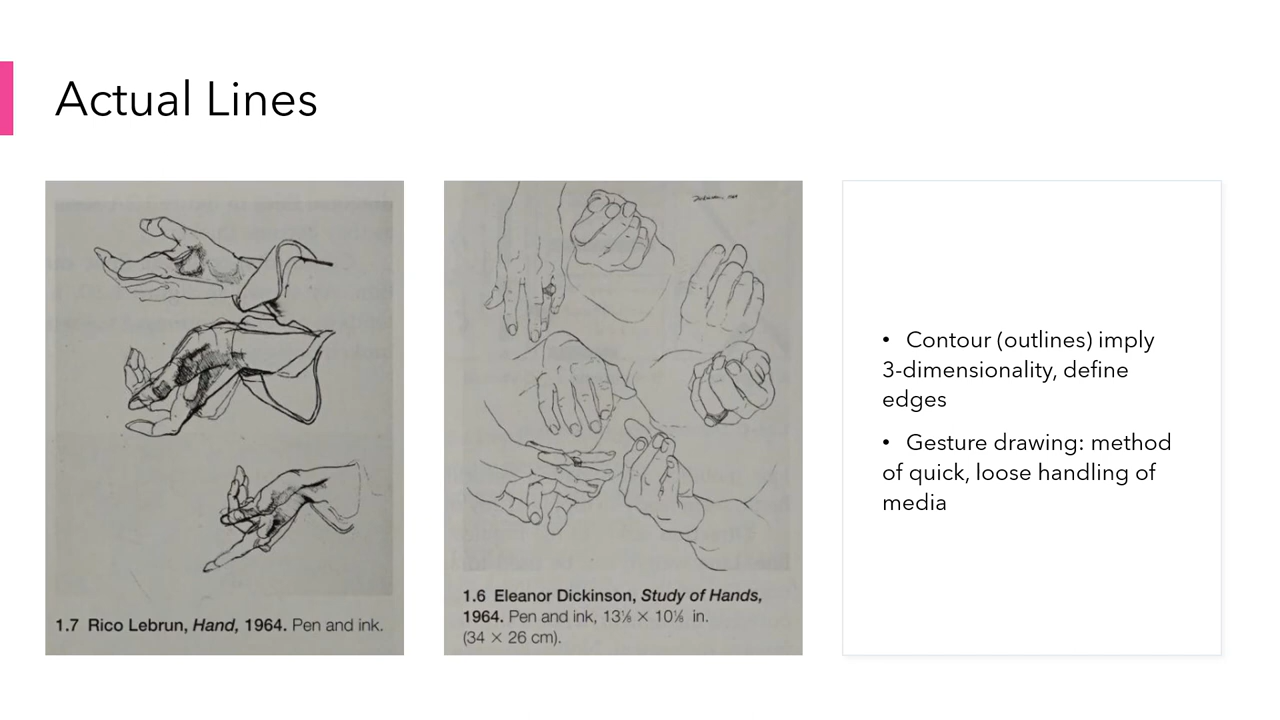 Actual Lines
1.7 Rico Lebrun, Hand, 1964. Pen and ink.
1.6 Eleanor Dickinson, Study of Hands,
1964. Pen and ink, 13⅛ × 10⅛ in.
(34 × 26 cm).
• Contour (outlines) imply
3-dimensionality, define
edges
• Gesture drawing: method
of quick, loose handling of
media